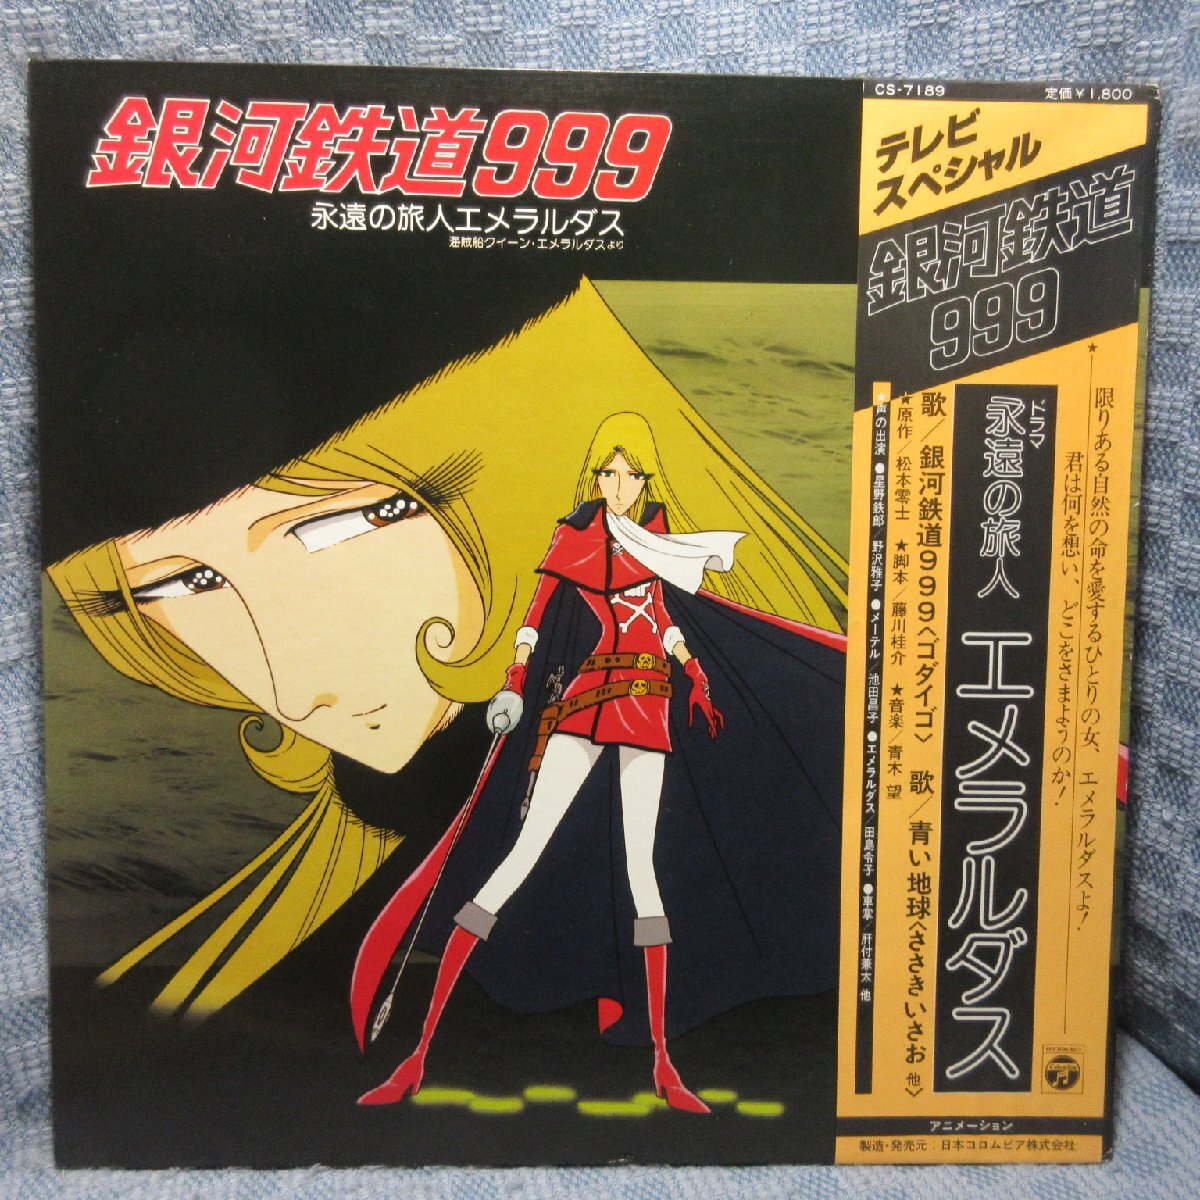 銀河鉄道999
永遠の旅人エメラルダス
海賊船クイーン・エメラルダスより
CS-7189
定価¥1,800
テレビ
スペシャル
銀河鉄道
999
★限りある自然の命を愛するひとりの女、エメラルダスよ!
君は何を想い、どこをさまようのか!
ドラマ
永遠の旅人 エメラルダス
歌/銀河鉄道999<ゴダイゴ> 歌/青い地球<ささきいさお 他>
★原作/松本零士 ★脚本/藤川桂介 ★音楽/青木 望
★声の出演 ●星野鉄郎 野沢雅子 ●メーテル/池田昌子 ●エメラルダス/田島令子 ●車掌/肝付兼太 他
Columbia
アニメーション
製造・発売元:日本コロムビア株式会社